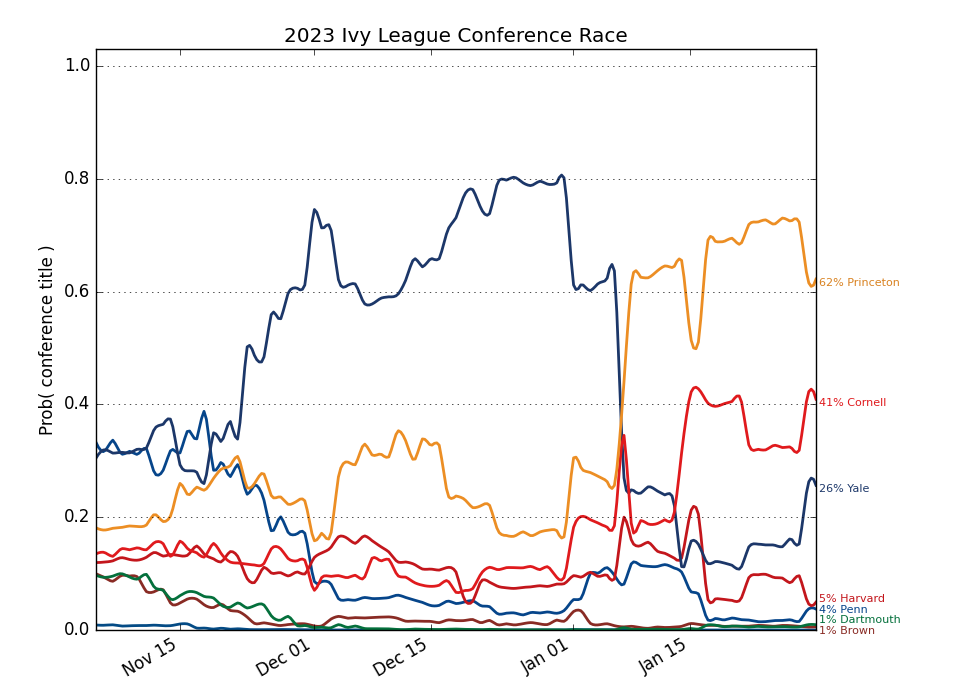 2023 Ivy League Conference Race
Prob( conference title )
1.0
0.8
0.6
0.4
0.2
0.0
62% Princeton
41% Cornell
26% Yale
5% Harvard
4% Penn
1% Dartmouth
1% Brown
Nov 15
Dec 01
Dec 15
Jan 01
Jan 15